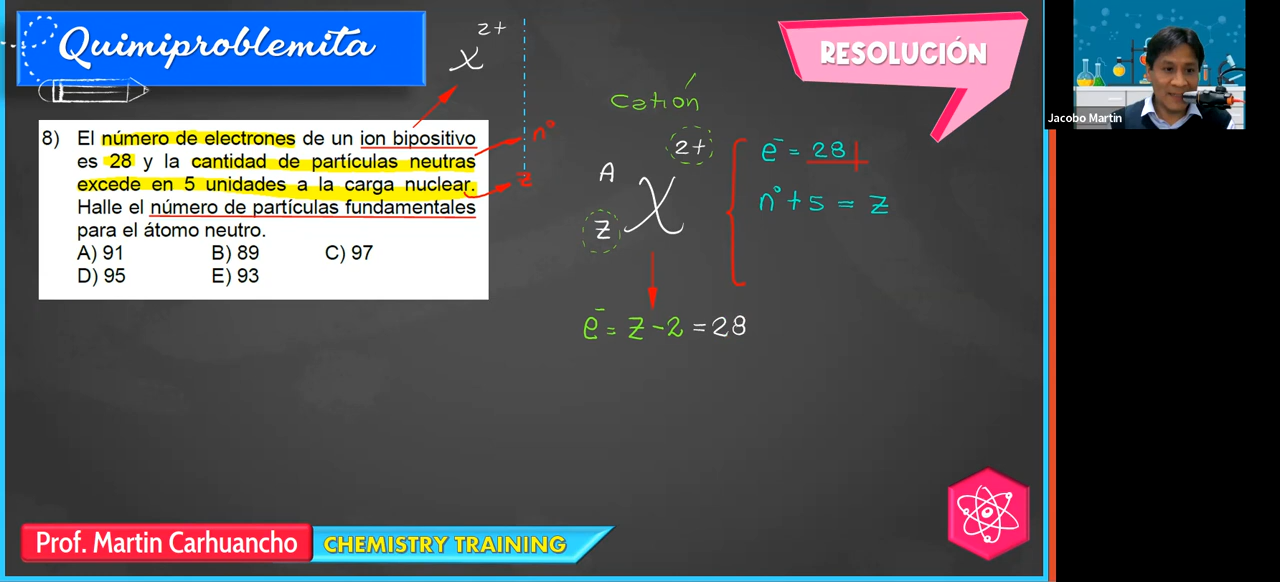 Quimiproblemita
x 2+
RESOLUCIÓN
Jacobo Martin
8) El número de electrones de un ion bipositivo
es 28 y la cantidad de partículas neutras
excede en 5 unidades a la carga nuclear.
Halle el número de partículas fundamentales
para el átomo neutro.
A) 91 B) 89 C) 97
D) 95 E) 93
n°
z
catión
A
Z
X
2+
e⁻ = 28
n° + 5 = z
e⁻ = z - 2 = 28
Prof. Martin Carhuancho
CHEMISTRY TRAINING